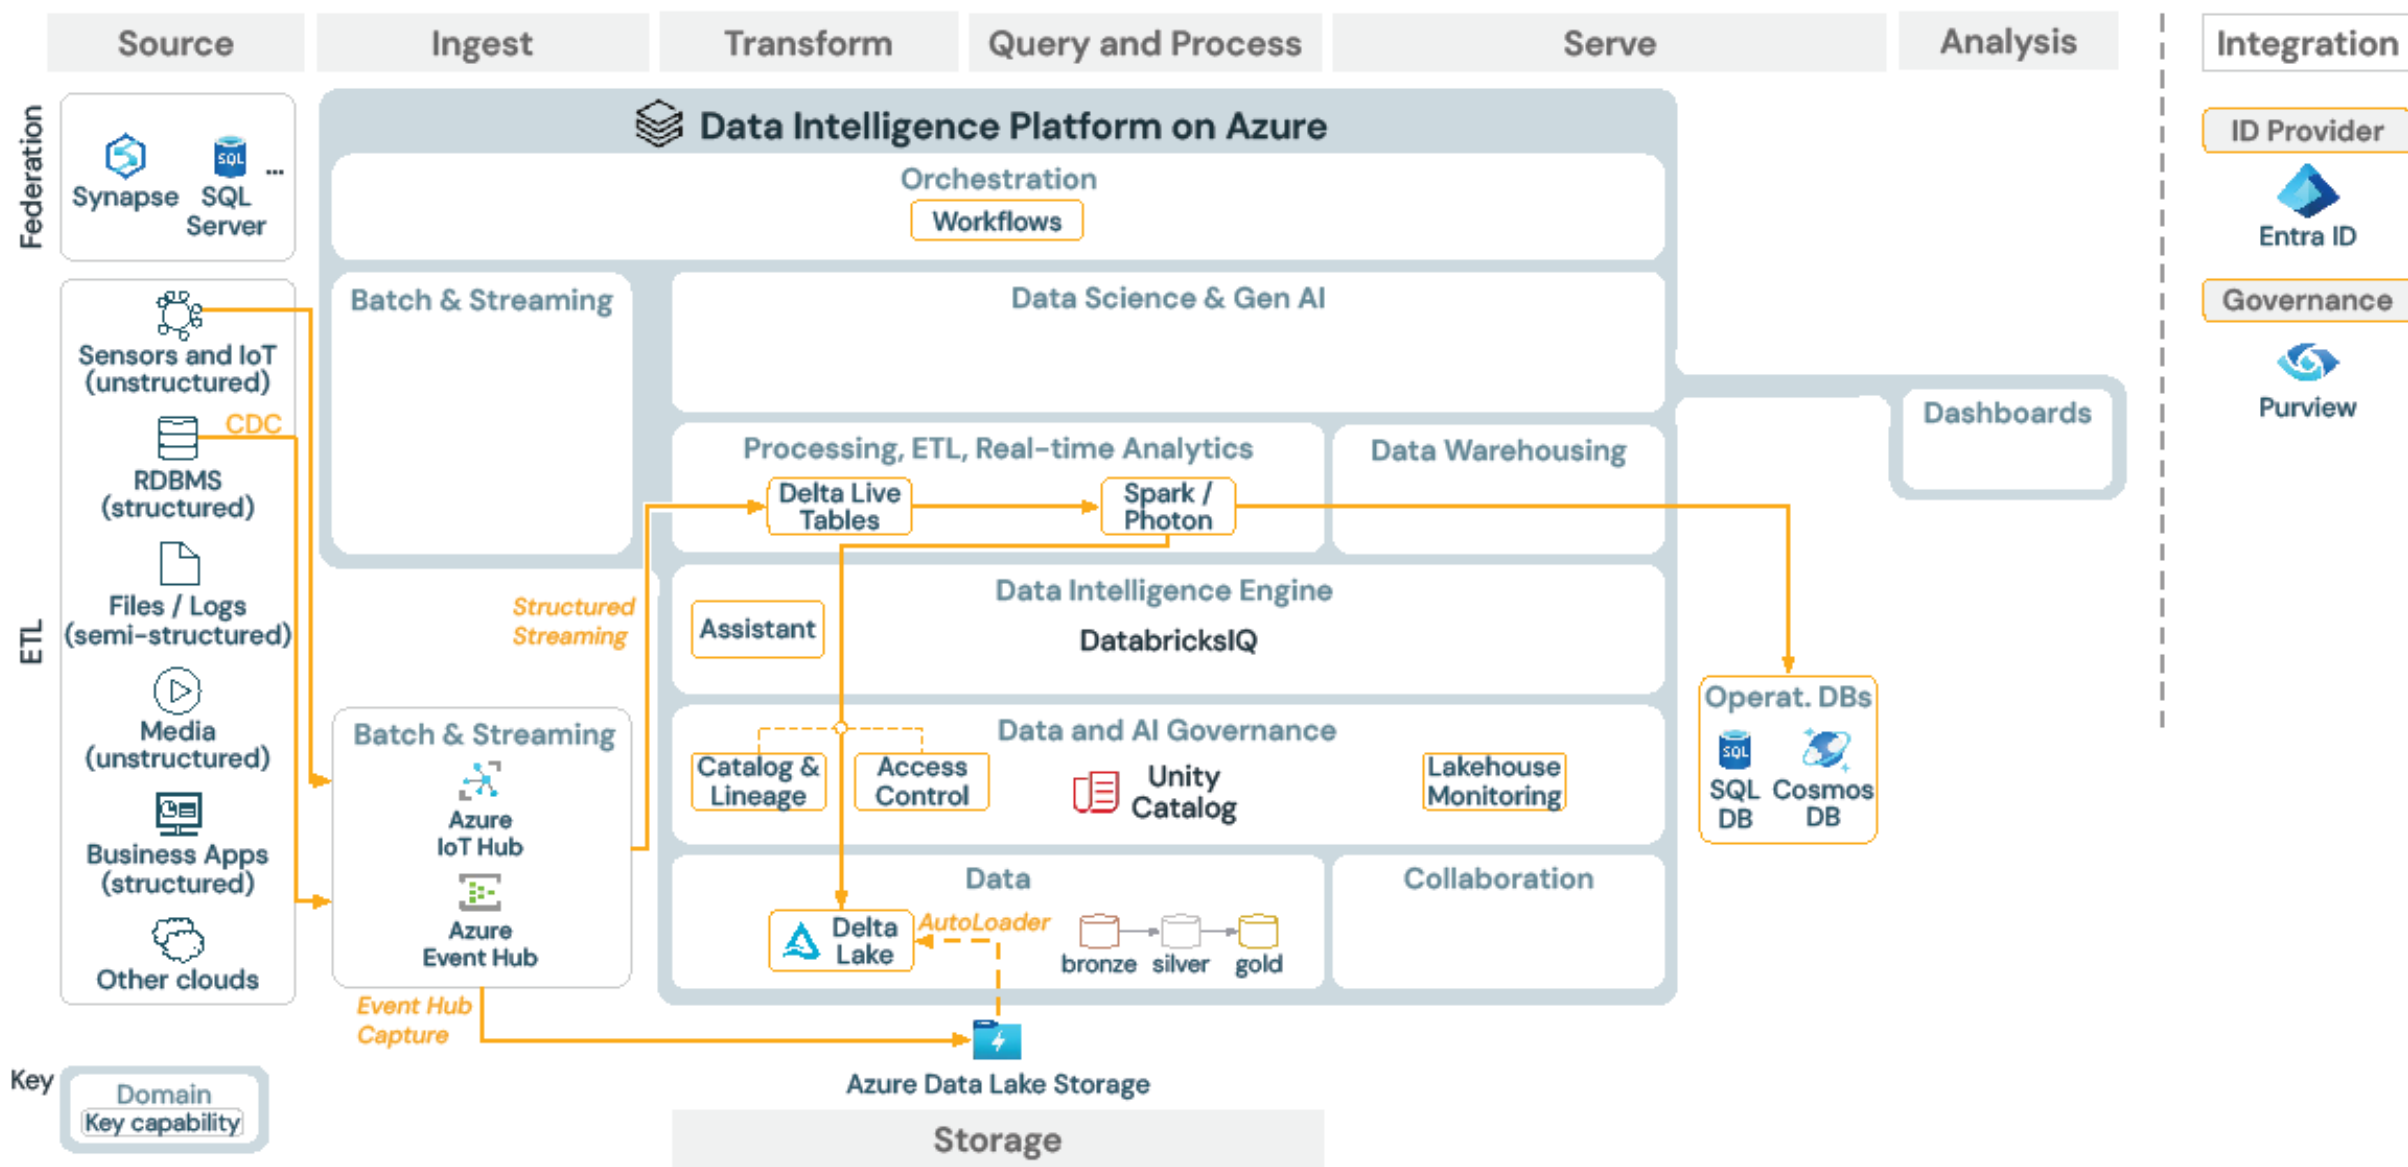 Source
Ingest
Transform
Query and Process
Serve
Analysis
Integration
Federation
Synapse
SQL
SQL
Server
...
Data Intelligence Platform on Azure
Orchestration
Workflows
ID Provider
Entra ID
Governance
Purview
ETL
Sensors and IoT
(unstructured)
CDC
RDBMS
(structured)
Files / Logs
(semi-structured)
Media
(unstructured)
Business Apps
(structured)
Other clouds
Batch & Streaming
Data Science & Gen AI
Processing, ETL, Real-time Analytics
Delta Live
Tables
Spark /
Photon
Data Warehousing
Dashboards
Structured
Streaming
Data Intelligence Engine
Assistant
DatabricksIQ
Batch & Streaming
Azure
IoT Hub
Azure
Event Hub
Data and AI Governance
Catalog &
Lineage
Access
Control
Unity
Catalog
Lakehouse
Monitoring
Operat. DBs
SQL
SQL
DB
Cosmos
DB
Data
Delta
Lake
AutoLoader
bronze
silver
gold
Collaboration
Event Hub
Capture
Azure Data Lake Storage
Storage
Key
Domain
Key capability